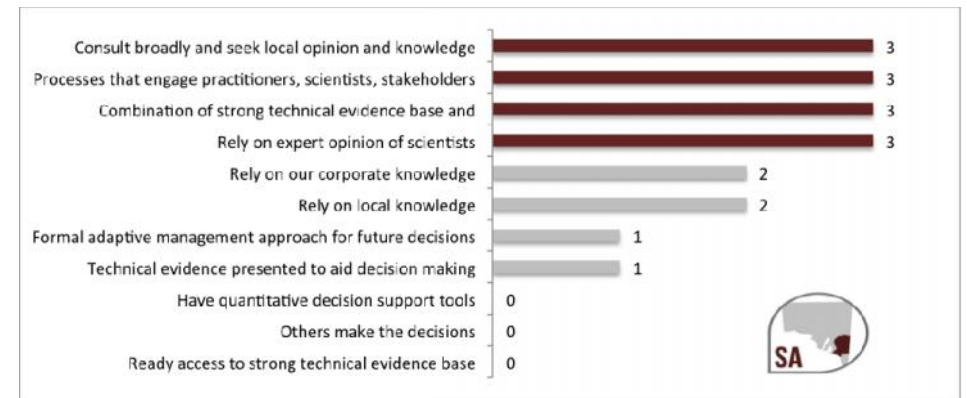 Consult broadly and seek local opinion and knowledge 3
Processes that engage practitioners, scientists, stakeholders 3
Combination of strong technical evidence base and 3
Rely on expert opinion of scientists 3
Rely on our corporate knowledge 2
Rely on local knowledge 2
Formal adaptive management approach for future decisions 1
Technical evidence presented to aid decision making 1
Have quantitative decision support tools 0
Others make the decisions 0
Ready access to strong technical evidence base 0
SA